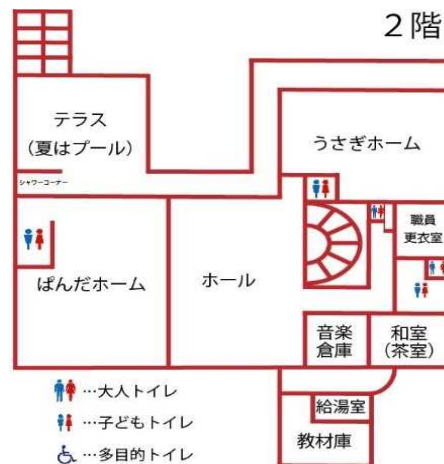 ２階
テラス
（夏はプール）
うさぎホーム
シャワーコーナー
職員
更衣室
ぱんだホーム
ホール
音楽
倉庫
和室
（茶室）
…大人トイレ
給湯室
…子どもトイレ
教材庫
…多目的トイレ